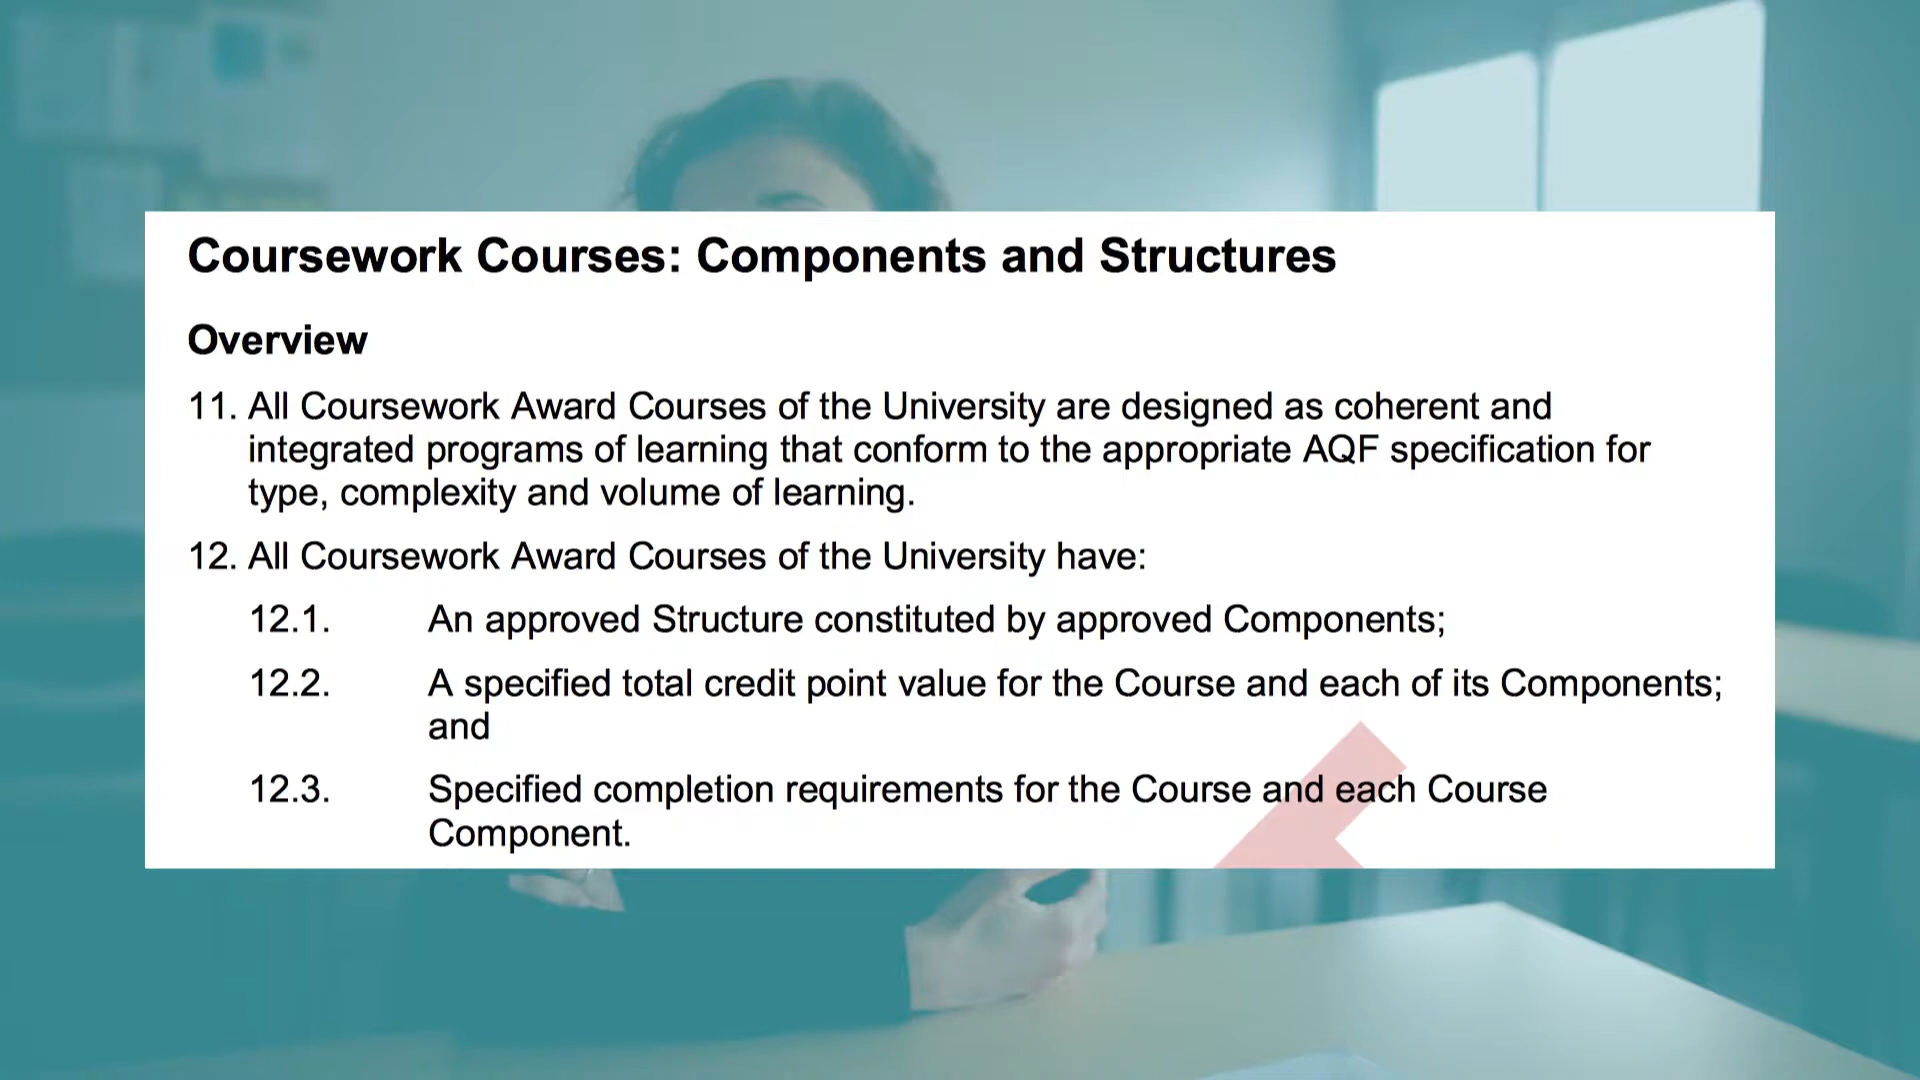 Coursework Courses: Components and Structures
Overview
11. All Coursework Award Courses of the University are designed as coherent and
integrated programs of learning that conform to the appropriate AQF specification for
type, complexity and volume of learning.
12. All Coursework Award Courses of the University have:
12.1. An approved Structure constituted by approved Components;
12.2. A specified total credit point value for the Course and each of its Components;
and
12.3. Specified completion requirements for the Course and each Course
Component.